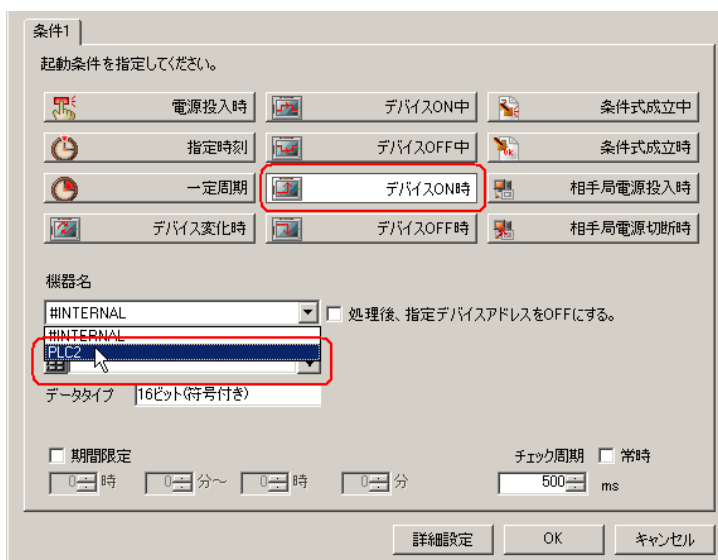 条件1
起動条件を指定してください。
電源投入時 デバイスON中 条件式成立中
指定時刻 デバイスOFF中 条件式成立時
一定周期 デバイスON時 相手局電源投入時
デバイス変化時 デバイスOFF時 相手局電源切断時
機器名
#INTERNAL 処理後、指定デバイスアドレスをOFFにする。
#INTERNAL
PLC2
データタイプ 16ビット(符号付き)
期間限定 チェック周期 常時
0 時 0 分~ 0 時 0 分 500 ms
詳細設定 OK キャンセル